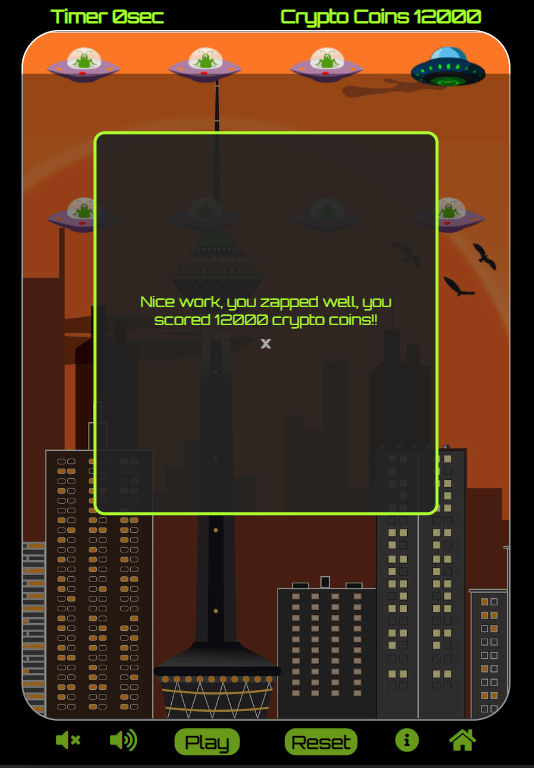 Timer 0sec Crypto Coins 12000
Nice work, you zapped well, you
scored 12000 crypto coins!!
x
Play Reset